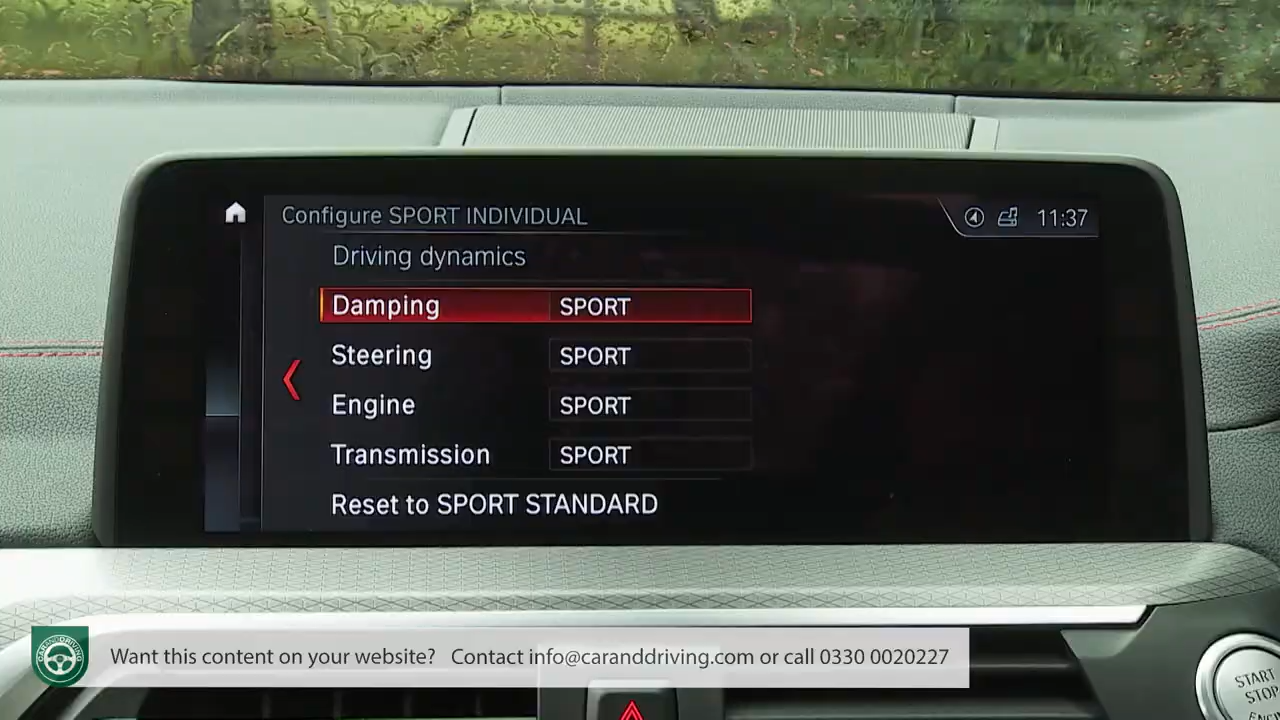 Configure SPORT INDIVIDUAL
11:37
Driving dynamics
Damping SPORT
Steering SPORT
Engine SPORT
Transmission SPORT
Reset to SPORT STANDARD
CARANDDRIVING
Want this content on your website? Contact info@caranddriving.com or call 0330 0020227
START
STOP